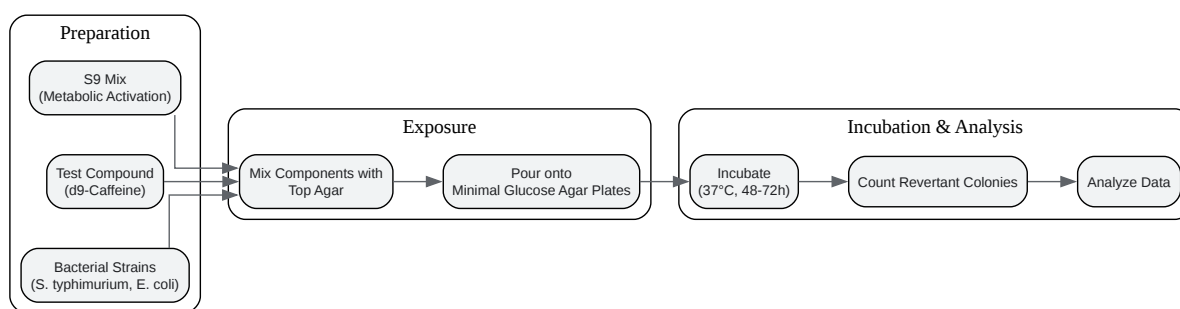 Preparation
S9 Mix
(Metabolic Activation)
Test Compound
(d9-Caffeine)
Bacterial Strains
(S. typhimurium, E. coli)
Exposure
Mix Components with
Top Agar
Pour onto
Minimal Glucose Agar Plates
Incubation & Analysis
Incubate
(37°C, 48-72h)
Count Revertant Colonies
Analyze Data